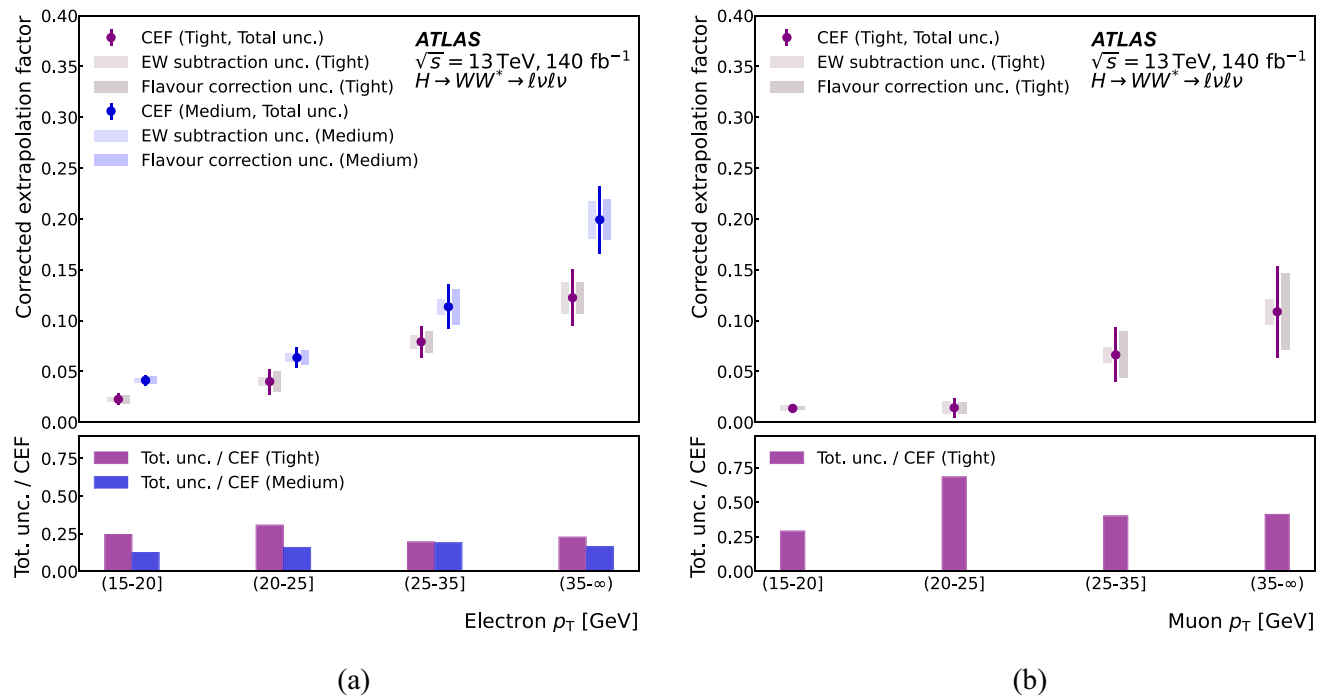 CEF (Tight, Total unc.)
EW subtraction unc. (Tight)
Flavour correction unc. (Tight)
CEF (Medium, Total unc.)
EW subtraction unc. (Medium)
Flavour correction unc. (Medium)
ATLAS
√s = 13 TeV, 140 fb⁻¹
H → WW* → ℓνℓν
Corrected extrapolation factor
0.40
0.35
0.30
0.25
0.20
0.15
0.10
0.05
0.00
Tot. unc. / CEF
0.75
0.50
0.25
0.00
Tot. unc. / CEF (Tight)
Tot. unc. / CEF (Medium)
(15-20]
(20-25]
(25-35]
(35-∞)
Electron pT [GeV]
(a)
CEF (Tight, Total unc.)
EW subtraction unc. (Tight)
Flavour correction unc. (Tight)
ATLAS
√s = 13 TeV, 140 fb⁻¹
H → WW* → ℓνℓν
Corrected extrapolation factor
0.40
0.35
0.30
0.25
0.20
0.15
0.10
0.05
0.00
Tot. unc. / CEF
0.75
0.50
0.25
0.00
Tot. unc. / CEF (Tight)
(15-20]
(20-25]
(25-35]
(35-∞)
Muon pT [GeV]
(b)